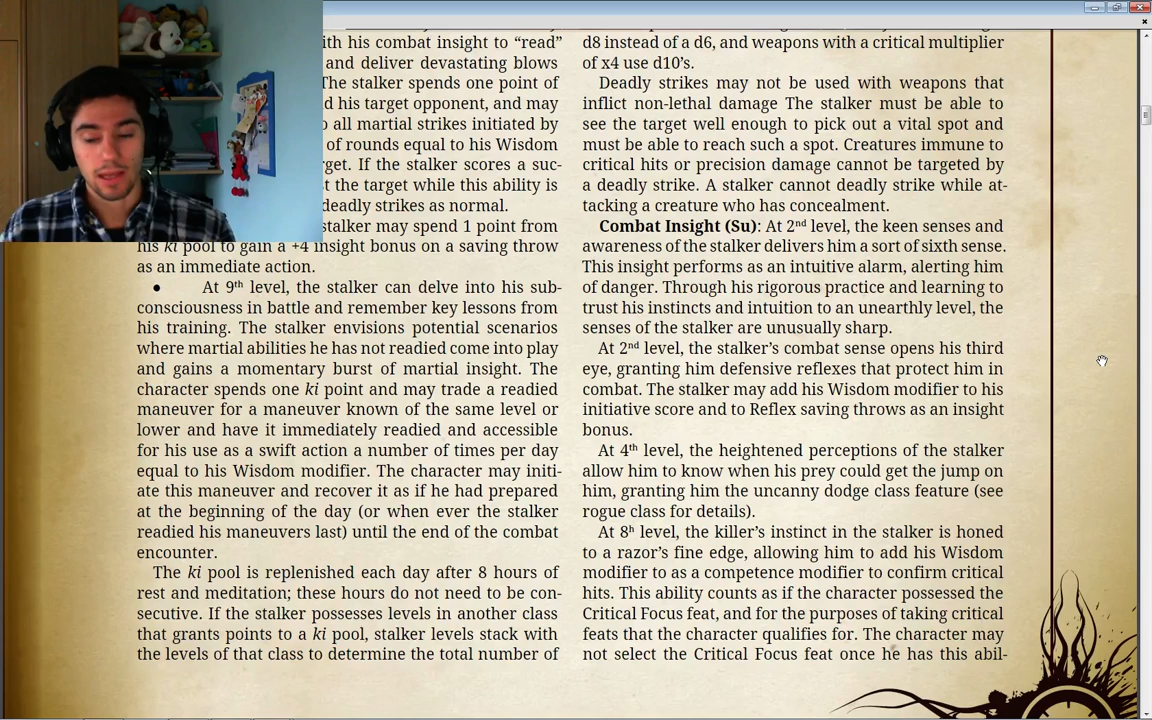 ith his combat insight to “read”
and deliver devastating blows
The stalker spends one point of
d his target opponent, and may
o all martial strikes initiated by
of rounds equal to his Wisdom
rget. If the stalker scores a suc-
t the target while this ability is
deadly strikes as normal.
stalker may spend 1 point from
his ki pool to gain a +4 insight bonus on a saving throw
as an immediate action.
• At 9th level, the stalker can delve into his sub-
consciousness in battle and remember key lessons from
his training. The stalker envisions potential scenarios
where martial abilities he has not readied come into play
and gains a momentary burst of martial insight. The
character spends one ki point and may trade a readied
maneuver for a maneuver known of the same level or
lower and have it immediately readied and accessible
for his use as a swift action a number of times per day
equal to his Wisdom modifier. The character may initi-
ate this maneuver and recover it as if he had prepared
at the beginning of the day (or when ever the stalker
readied his maneuvers last) until the end of the combat
encounter.
The ki pool is replenished each day after 8 hours of
rest and meditation; these hours do not need to be con-
secutive. If the stalker possesses levels in another class
that grants points to a ki pool, stalker levels stack with
the levels of that class to determine the total number of
d8 instead of a d6, and weapons with a critical multiplier
of x4 use d10’s.
Deadly strikes may not be used with weapons that
inflict non-lethal damage The stalker must be able to
see the target well enough to pick out a vital spot and
must be able to reach such a spot. Creatures immune to
critical hits or precision damage cannot be targeted by
a deadly strike. A stalker cannot deadly strike while at-
tacking a creature who has concealment.
Combat Insight (Su): At 2nd level, the keen senses and
awareness of the stalker delivers him a sort of sixth sense.
This insight performs as an intuitive alarm, alerting him
of danger. Through his rigorous practice and learning to
trust his instincts and intuition to an unearthly level, the
senses of the stalker are unusually sharp.
At 2nd level, the stalker’s combat sense opens his third
eye, granting him defensive reflexes that protect him in
combat. The stalker may add his Wisdom modifier to his
initiative score and to Reflex saving throws as an insight
bonus.
At 4th level, the heightened perceptions of the stalker
allow him to know when his prey could get the jump on
him, granting him the uncanny dodge class feature (see
rogue class for details).
At 8h level, the killer’s instinct in the stalker is honed
to a razor’s fine edge, allowing him to add his Wisdom
modifier to as a competence modifier to confirm critical
hits. This ability counts as if the character possessed the
Critical Focus feat, and for the purposes of taking critical
feats that the character qualifies for. The character may
not select the Critical Focus feat once he has this abil-